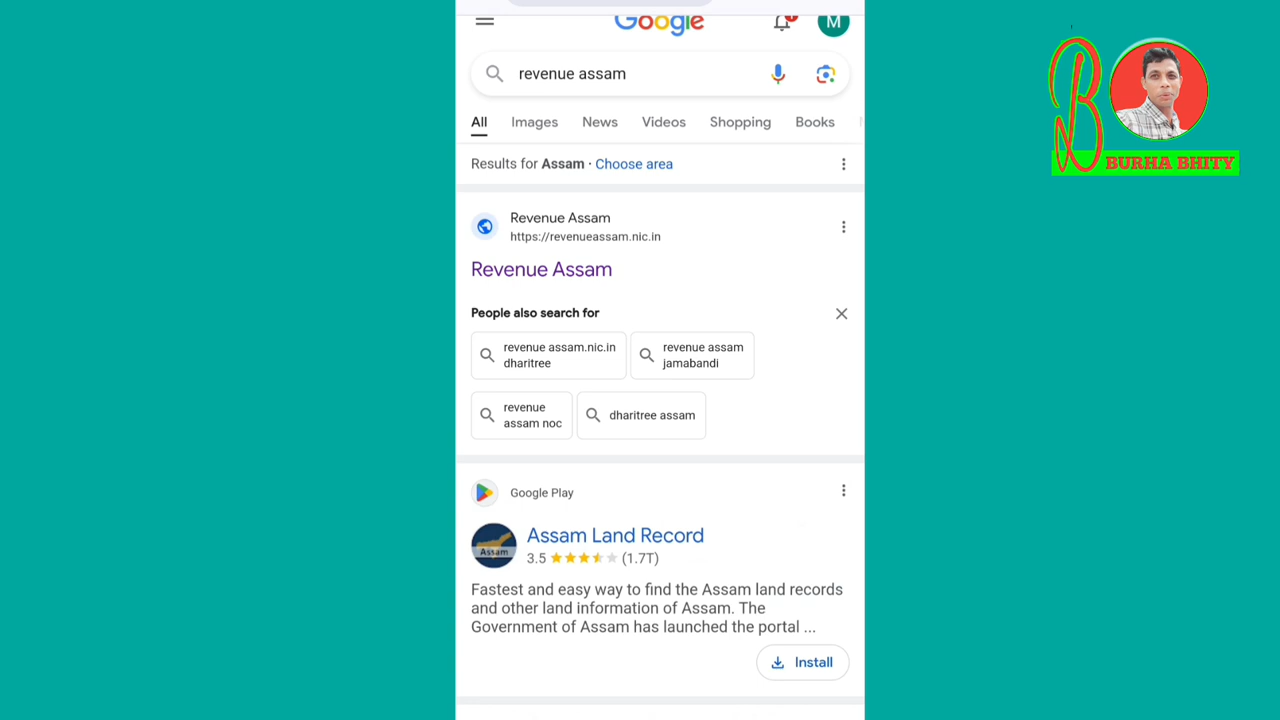 Google
M
revenue assam
All Images News Videos Shopping Books
Results for Assam · Choose area
Revenue Assam
https://revenueassam.nic.in
Revenue Assam
People also search for
revenue assam.nic.in
dharitree
revenue assam
jamabandi
revenue
assam noc
dharitree assam
Google Play
Assam
Assam Land Record
3.5 (1.7T)
Fastest and easy way to find the Assam land records
and other land information of Assam. The
Government of Assam has launched the portal ...
Install
B
BURHA BHITY